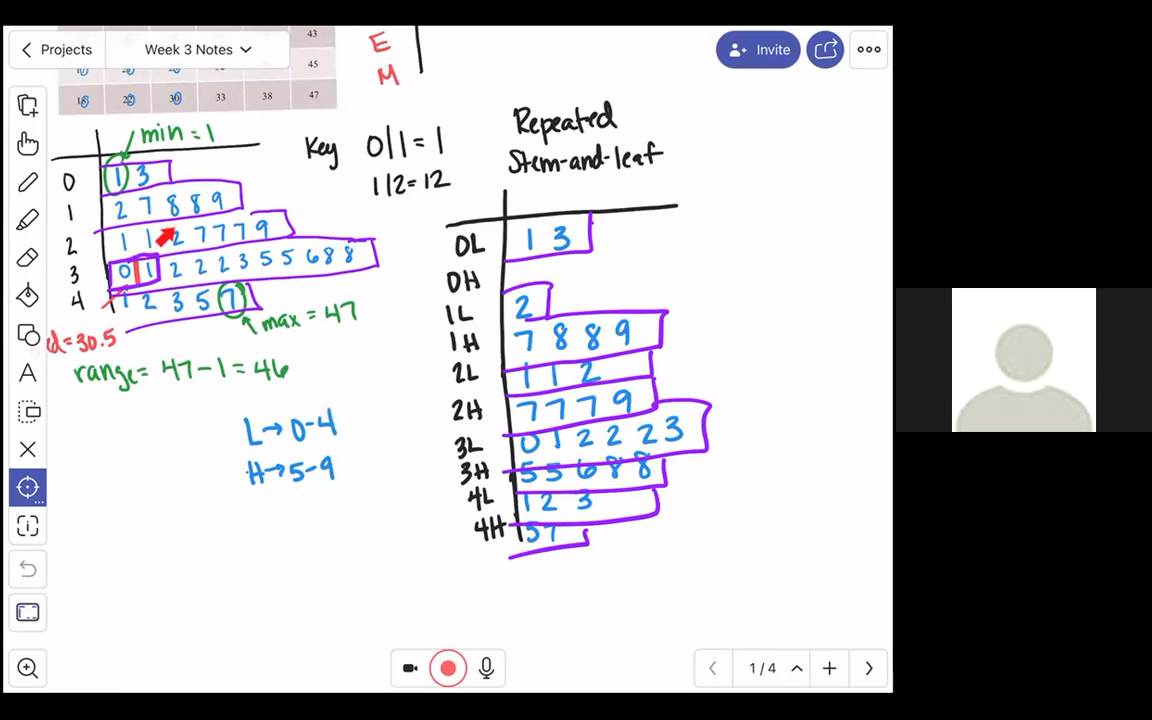 Projects
Week 3 Notes
Invite
43
45
18 22 30 33 38 47
E
M
min = 1
0 | 1 3
1 | 2 7 8 8 9
2 | 1 1 2 7 7 7 9
3 | 0 1 2 2 2 3 5 5 6 8 8
4 | 1 2 3 5 7
max = 47
d = 30.5
range = 47 - 1 = 46
Key 0|1 = 1
1|2 = 12
L → 0-4
H → 5-9
Repeated
Stem-and-leaf
0L | 1 3
0H |
1L | 2
1H | 7 8 8 9
2L | 1 1 2
2H | 7 7 7 9
3L | 0 1 2 2 2 3
3H | 5 5 6 8 8
4L | 1 2 3
4H | 5 7
A
1 / 4